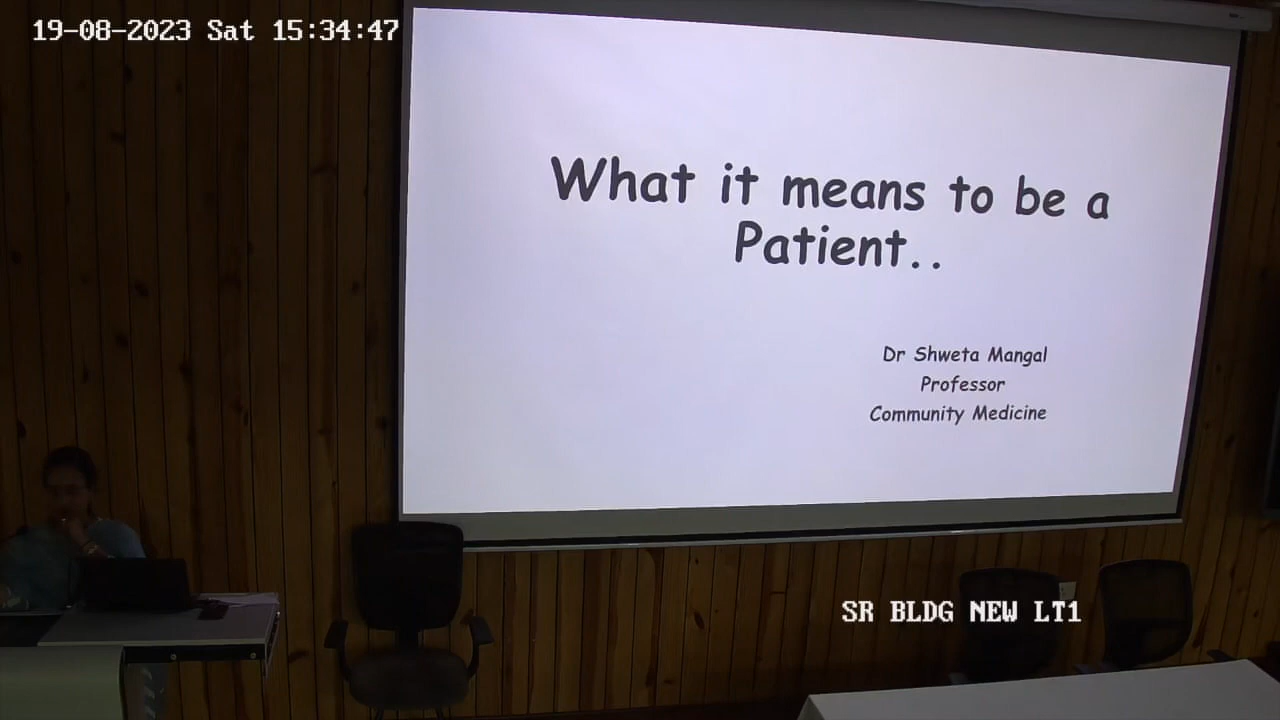 19-08-2023 Sat 15:34:47
What it means to be a
Patient..
Dr Shweta Mangal
Professor
Community Medicine
SR BLDG NEW LT1